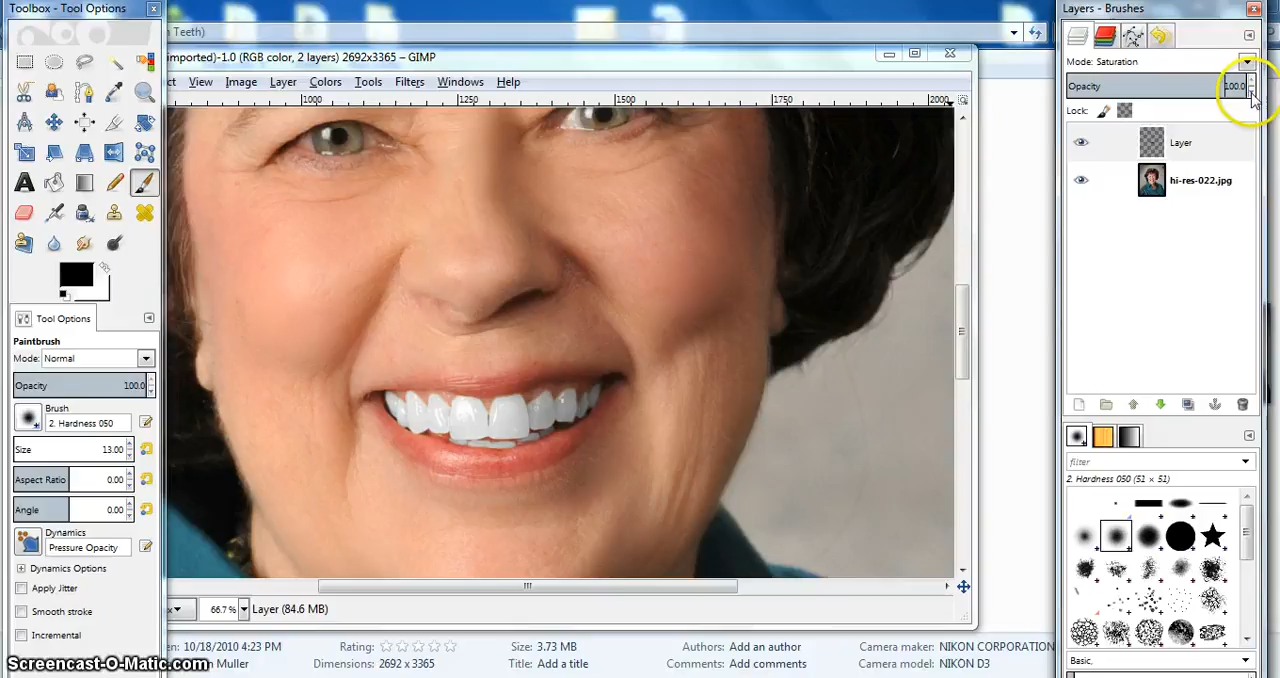 Toolbox - Tool Options
Layers - Brushes
n Teeth)
imported)-1.0 (RGB color, 2 layers) 2692x3365 – GIMP
ct View Image Layer Colors Tools Filters Windows Help
1000 1250 1500 1750 2000
Mode: Saturation
Opacity 100.0
Lock:
Layer
hi-res-022.jpg
Tool Options
Paintbrush
Mode: Normal
Opacity 100.0
Brush
2. Hardness 050
Size 13.00
Aspect Ratio 0.00
Angle 0.00
Dynamics
Pressure Opacity
Dynamics Options
Apply Jitter
Smooth stroke
Incremental
filter
2. Hardness 050 (51 × 51)
Basic,
66.7 % Layer (84.6 MB)
en: 10/18/2010 4:23 PM Rating: Size: 3.73 MB Authors: Add an author Camera maker: NIKON CORPORATION
n Muller Dimensions: 2692 x 3365 Title: Add a title Comments: Add comments Camera model: NIKON D3
Screencast-O-Matic.com